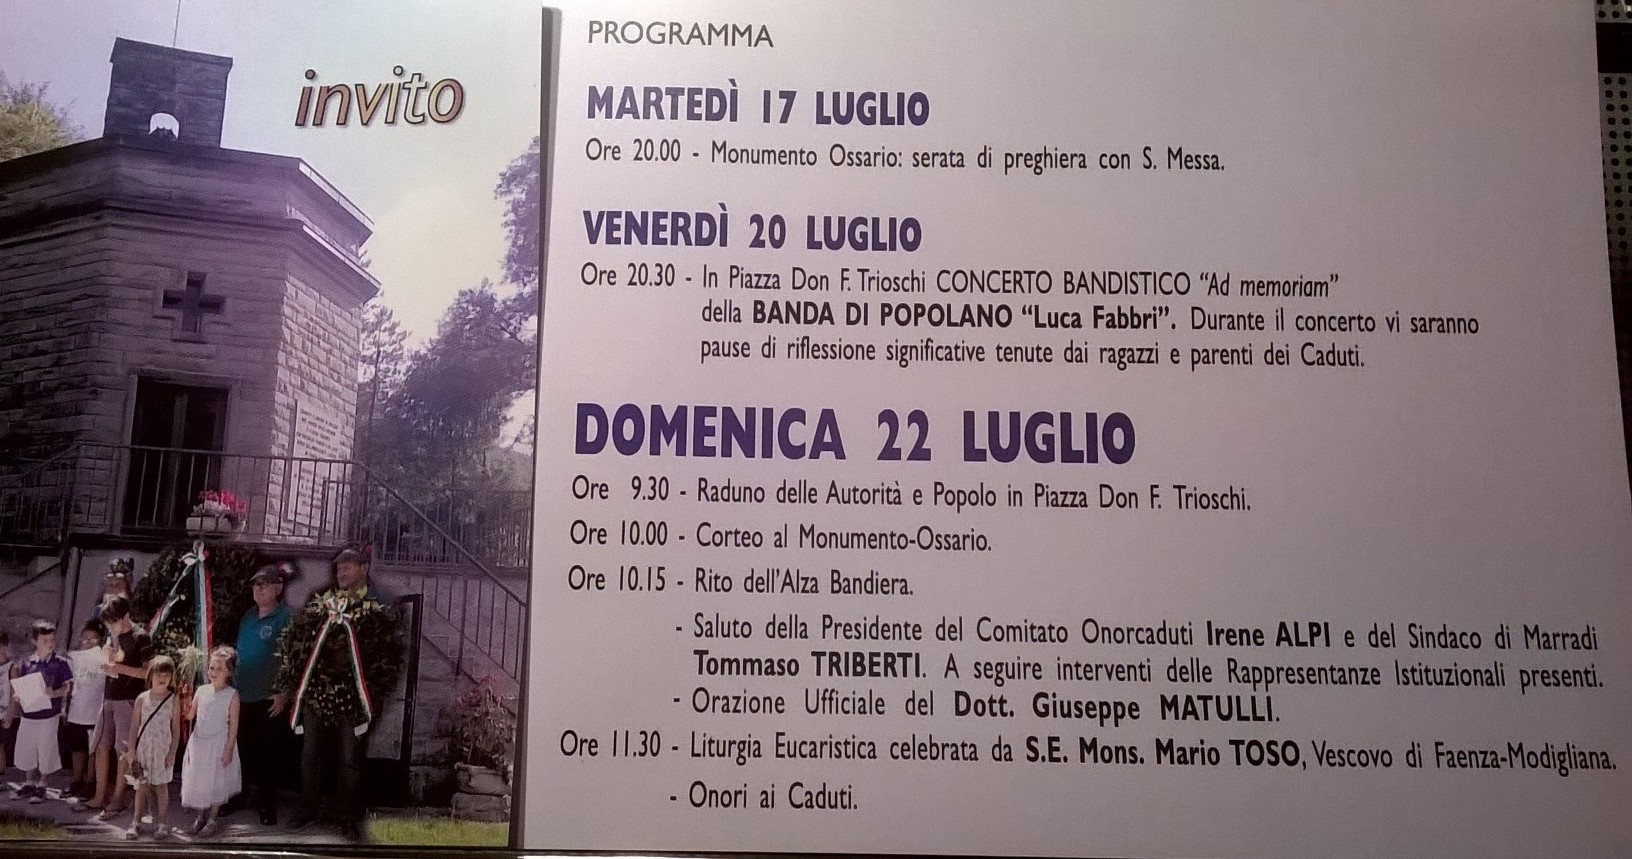 invito
PROGRAMMA
MARTEDÌ 17 LUGLIO
Ore 20.00 - Monumento Ossario: serata di preghiera con S. Messa.
VENERDÌ 20 LUGLIO
Ore 20.30 - In Piazza Don F. Trioschi CONCERTO BANDISTICO “Ad memoriam”
della BANDA DI POPOLANO “Luca Fabbri”. Durante il concerto vi saranno
pause di riflessione significative tenute dai ragazzi e parenti dei Caduti.
DOMENICA 22 LUGLIO
Ore 9.30 - Raduno delle Autorità e Popolo in Piazza Don F. Trioschi.
Ore 10.00 - Corteo al Monumento-Ossario.
Ore 10.15 - Rito dell'Alza Bandiera.
- Saluto della Presidente del Comitato Onorcaduti Irene ALPI e del Sindaco di Marradi
Tommaso TRIBERTI. A seguire interventi delle Rappresentanze Istituzionali presenti.
- Orazione Ufficiale del Dott. Giuseppe MATULLI.
Ore 11.30 - Liturgia Eucaristica celebrata da S.E. Mons. Mario TOSO, Vescovo di Faenza-Modigliana.
- Onori ai Caduti.